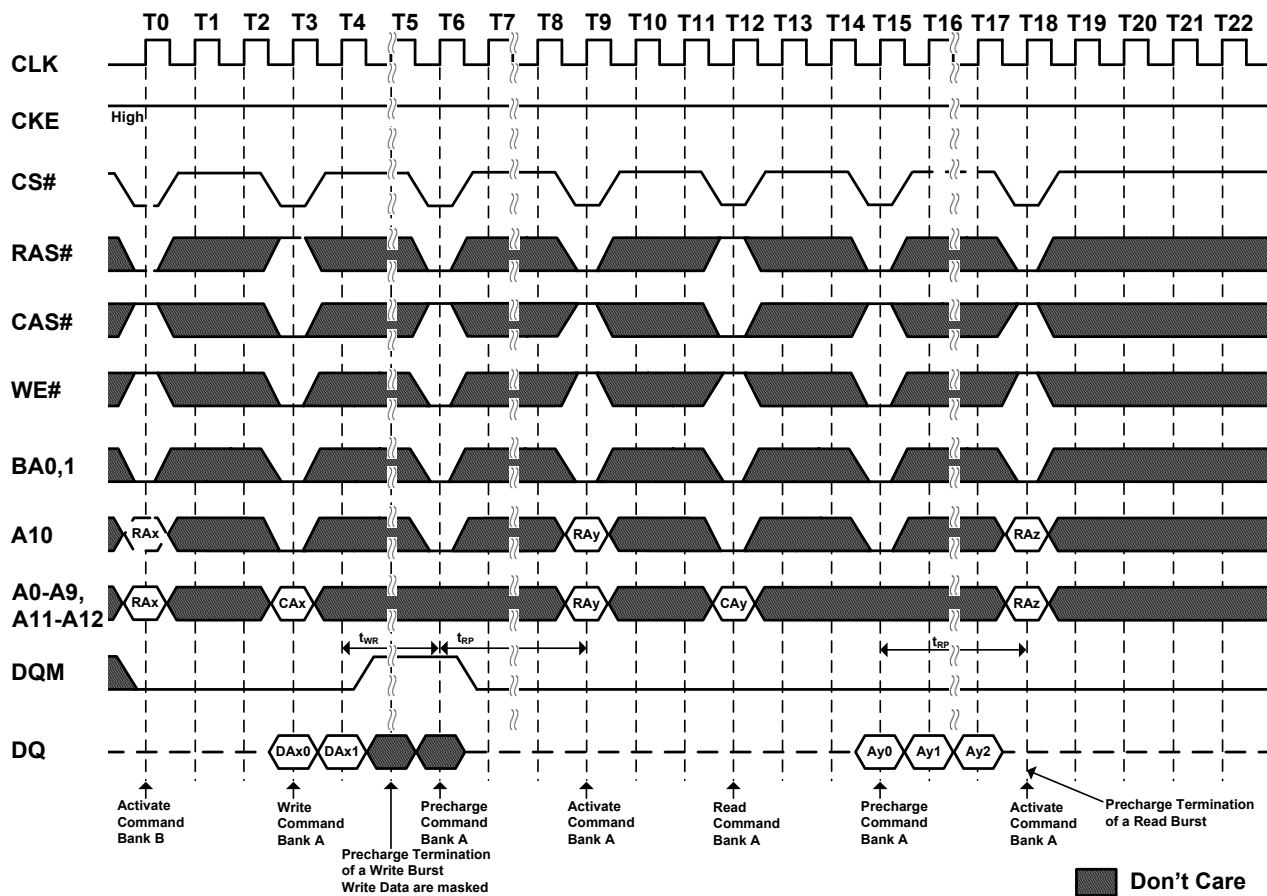 T0 T1 T2 T3 T4 T5 T6 T7 T8 T9 T10 T11 T12 T13 T14 T15 T16 T17 T18 T19 T20 T21 T22
CLK
CKE
High
CS#
RAS#
CAS#
WE#
BA0,1
A10
RAx RAy RAz
A0-A9,
A11-A12
RAx CAx RAy CAy RAz
tWR tRP tRP
DQM
DQ
DAx0 DAx1 Ay0 Ay1 Ay2
Activate
Command
Bank B
Write
Command
Bank A
Precharge Termination
of a Write Burst
Write Data are masked
Precharge
Command
Bank A
Activate
Command
Bank A
Read
Command
Bank A
Precharge
Command
Bank A
Activate
Command
Bank A
Precharge Termination
of a Read Burst
Don't Care